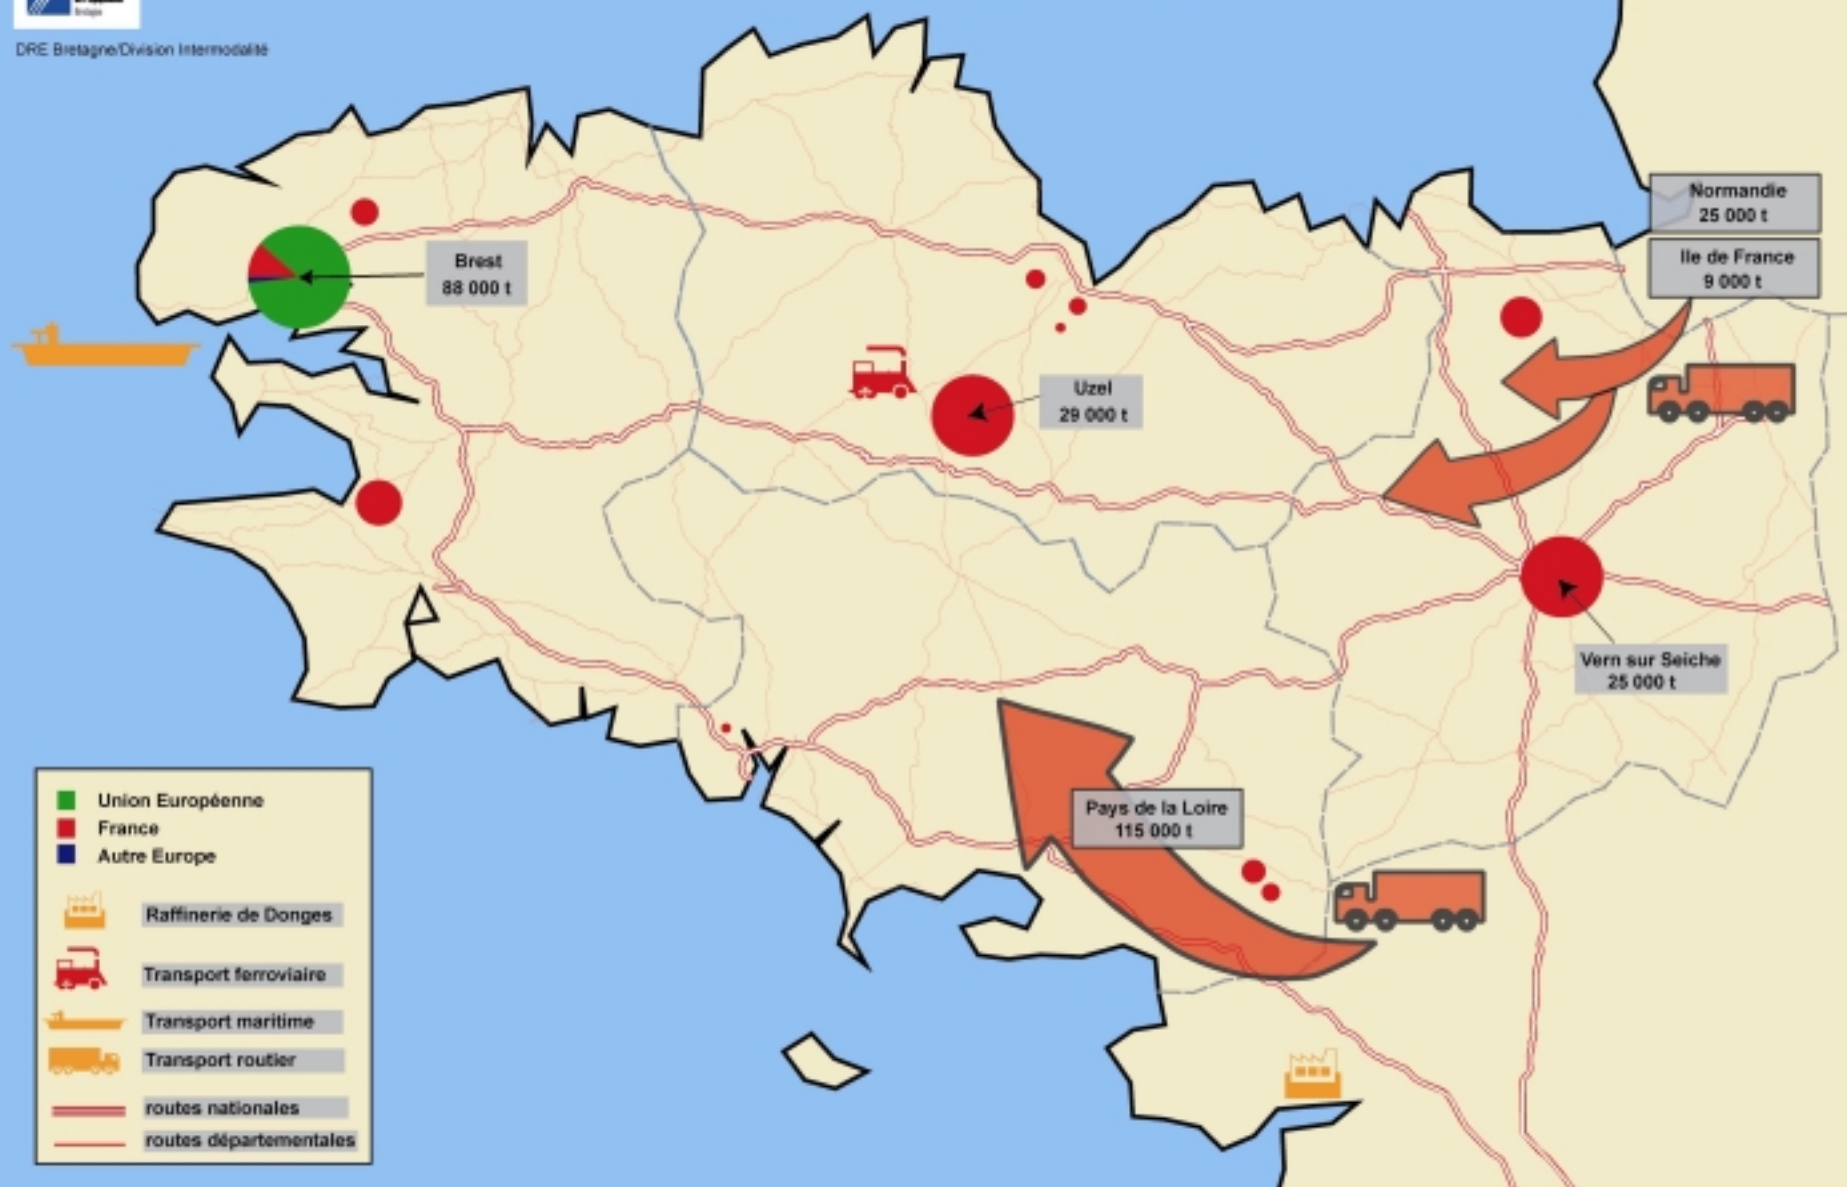 Bretagne
DRE Bretagne/Division Intermodalité
Normandie
25 000 t
Ile de France
9 000 t
Brest
88 000 t
Uzel
29 000 t
Vern sur Seiche
25 000 t
Pays de la Loire
115 000 t
Union Européenne
France
Autre Europe
Raffinerie de Donges
Transport ferroviaire
Transport maritime
Transport routier
routes nationales
routes départementales